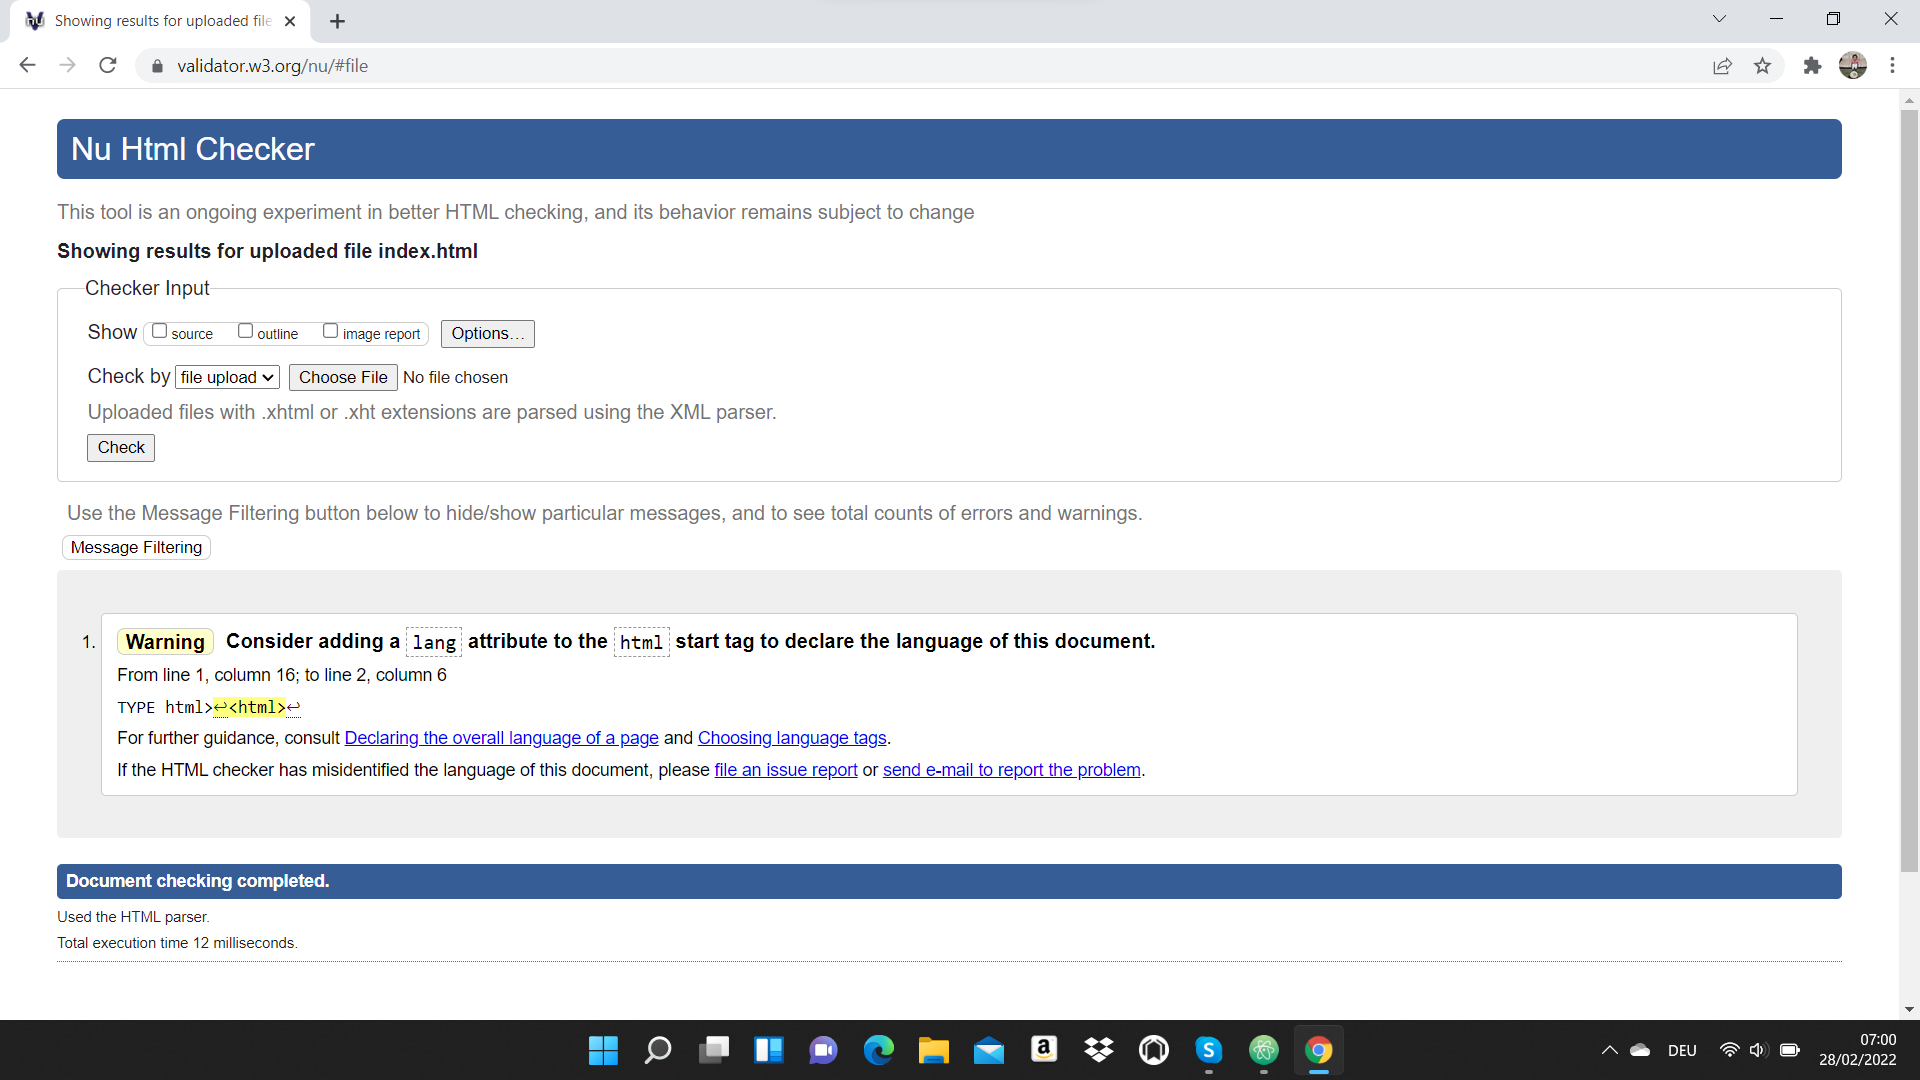 Showing results for uploaded file
validator.w3.org/nu/#file
Nu Html Checker
This tool is an ongoing experiment in better HTML checking, and its behavior remains subject to change
Showing results for uploaded file index.html
Checker Input
Show source outline image report Options...
Check by file upload Choose File No file chosen
Uploaded files with .xhtml or .xht extensions are parsed using the XML parser.
Check
Use the Message Filtering button below to hide/show particular messages, and to see total counts of errors and warnings.
Message Filtering
1. Warning Consider adding a lang attribute to the html start tag to declare the language of this document.
From line 1, column 16; to line 2, column 6
TYPE html>↩<html>↩
For further guidance, consult Declaring the overall language of a page and Choosing language tags.
If the HTML checker has misidentified the language of this document, please file an issue report or send e-mail to report the problem.
Document checking completed.
Used the HTML parser.
Total execution time 12 milliseconds.
DEU
07:00
28/02/2022